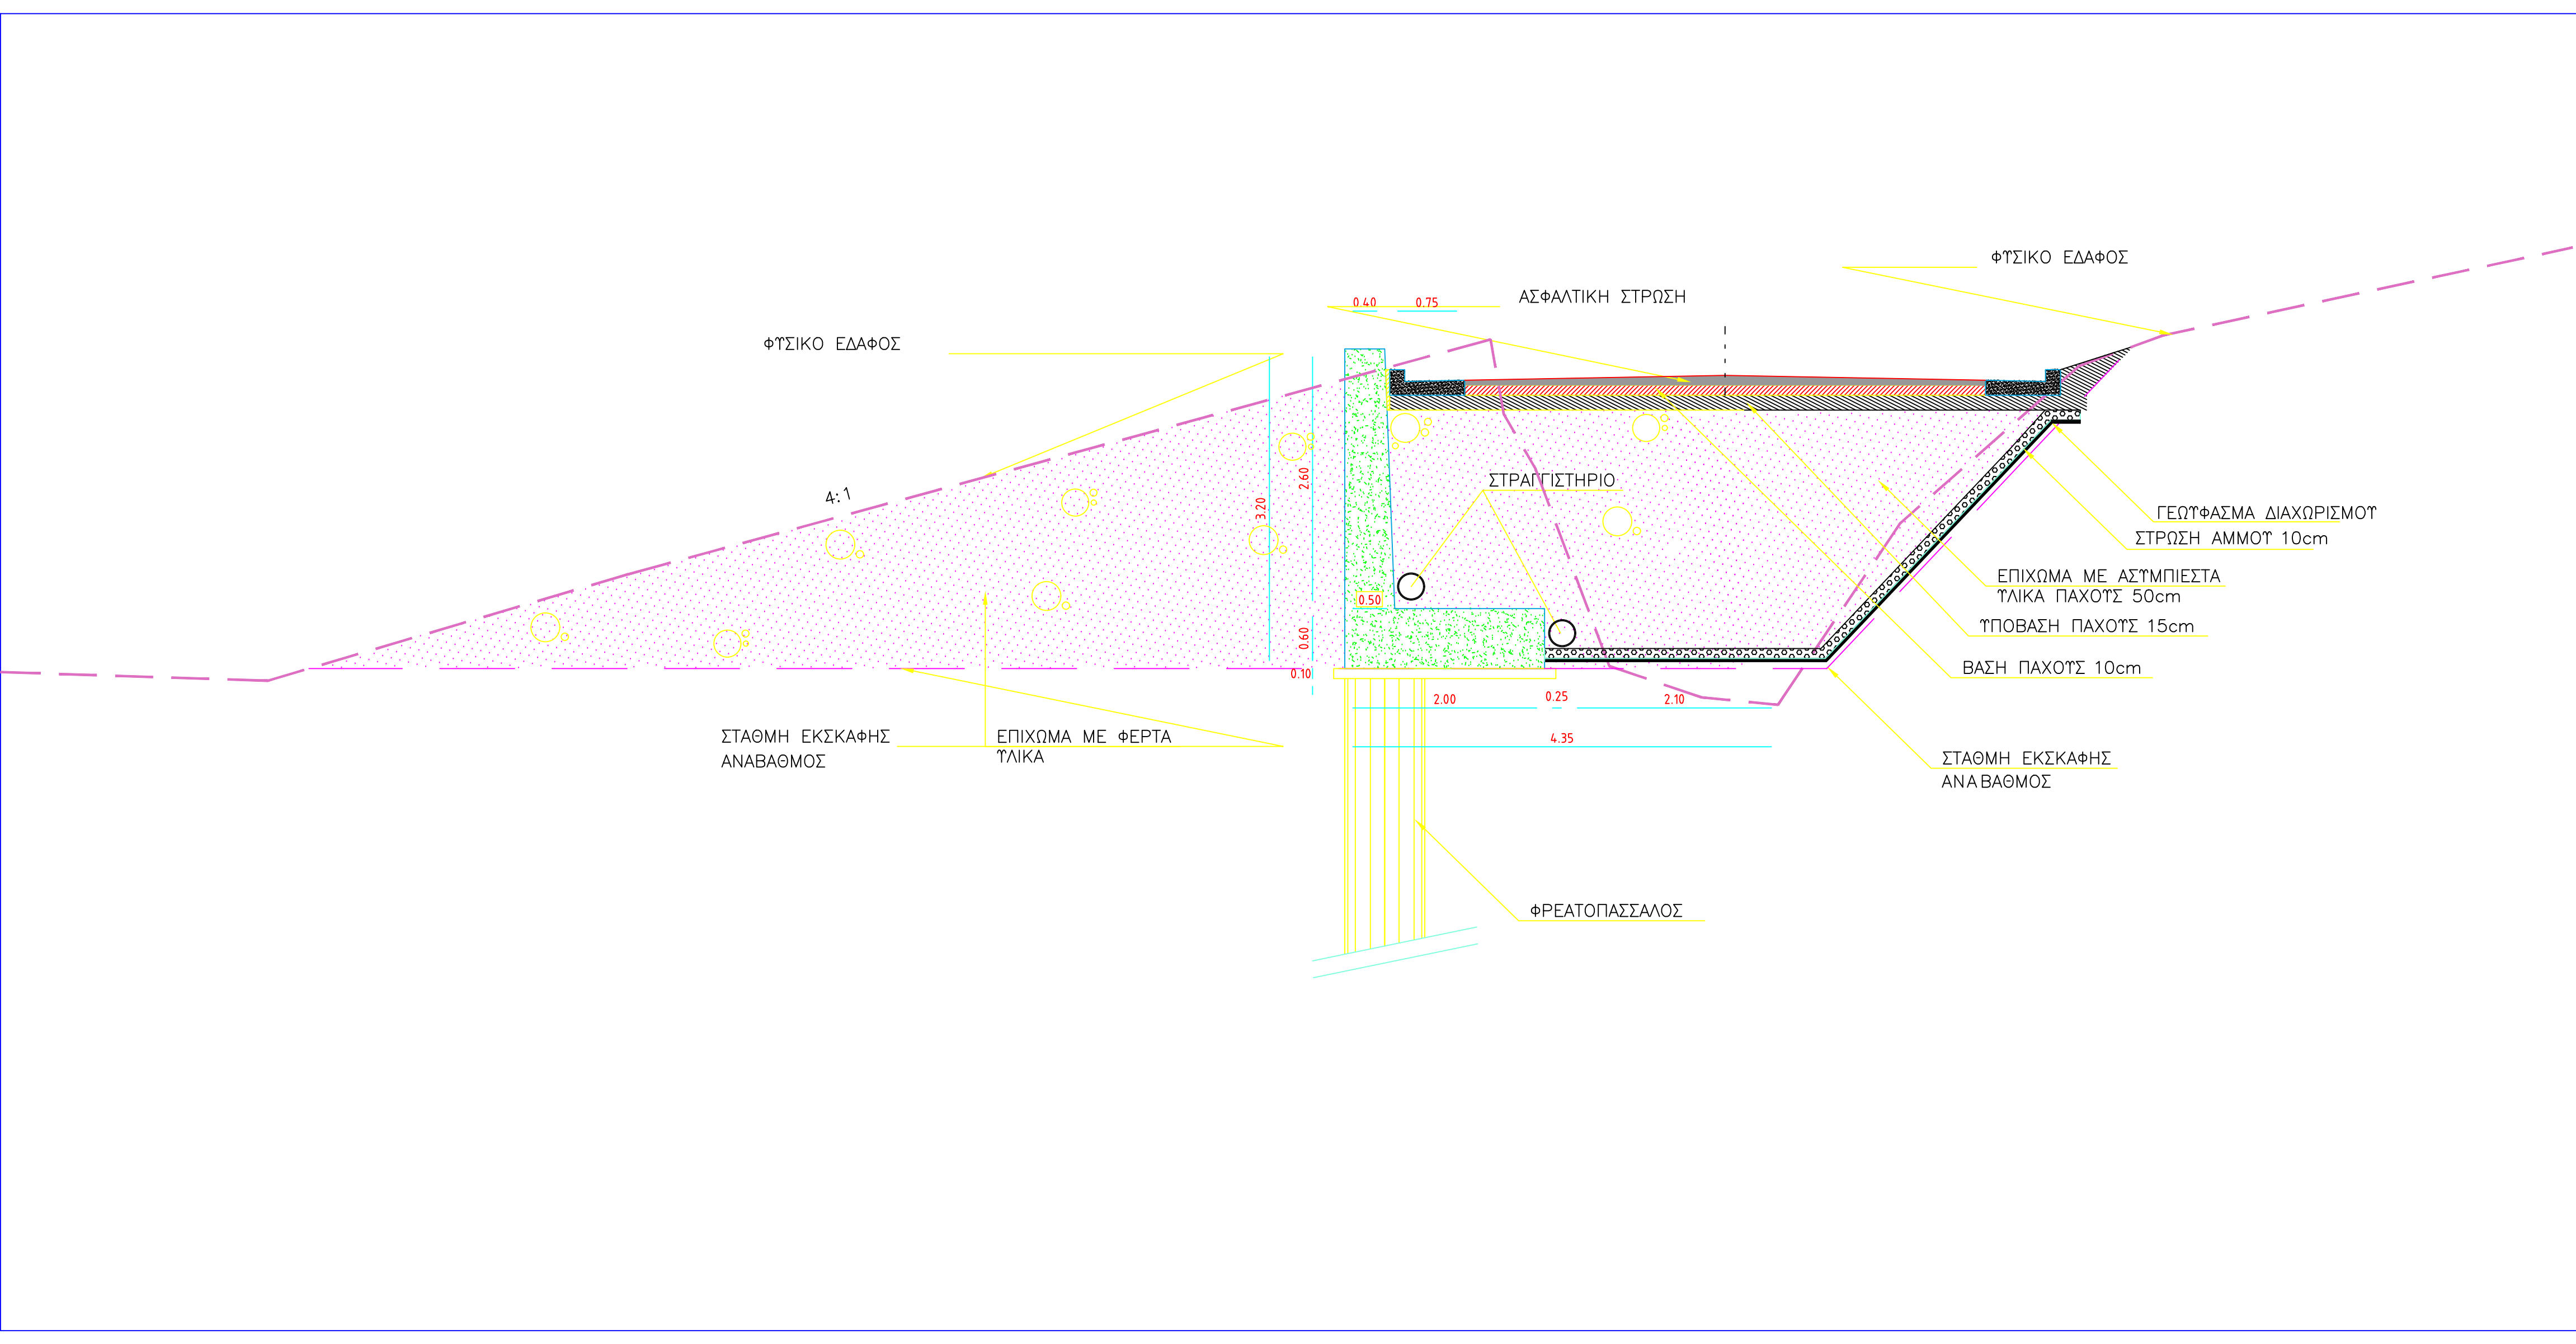 ΦΥΣΙΚΟ ΕΔΑΦΟΣ
ΑΣΦΑΛΤΙΚΗ ΣΤΡΩΣΗ
0.40
0.75
ΦΥΣΙΚΟ ΕΔΑΦΟΣ
4:1
2.60
3.20
ΣΤΡΑΓΓΙΣΤΗΡΙΟ
ΓΕΩΥΦΑΣΜΑ ΔΙΑΧΩΡΙΣΜΟΥ
ΣΤΡΩΣΗ ΑΜΜΟΥ 10cm
ΕΠΙΧΩΜΑ ΜΕ ΑΣΥΜΠΙΕΣΤΑ
ΥΛΙΚΑ ΠΑΧΟΥΣ 50cm
0.50
ΥΠΟΒΑΣΗ ΠΑΧΟΥΣ 15cm
0.60
ΒΑΣΗ ΠΑΧΟΥΣ 10cm
0.10
2.00
0.25
2.10
ΣΤΑΘΜΗ ΕΚΣΚΑΦΗΣ
ΑΝΑΒΑΘΜΟΣ
ΕΠΙΧΩΜΑ ΜΕ ΦΕΡΤΑ
ΥΛΙΚΑ
4.35
ΣΤΑΘΜΗ ΕΚΣΚΑΦΗΣ
ΑΝΑΒΑΘΜΟΣ
ΦΡΕΑΤΟΠΑΣΣΑΛΟΣ